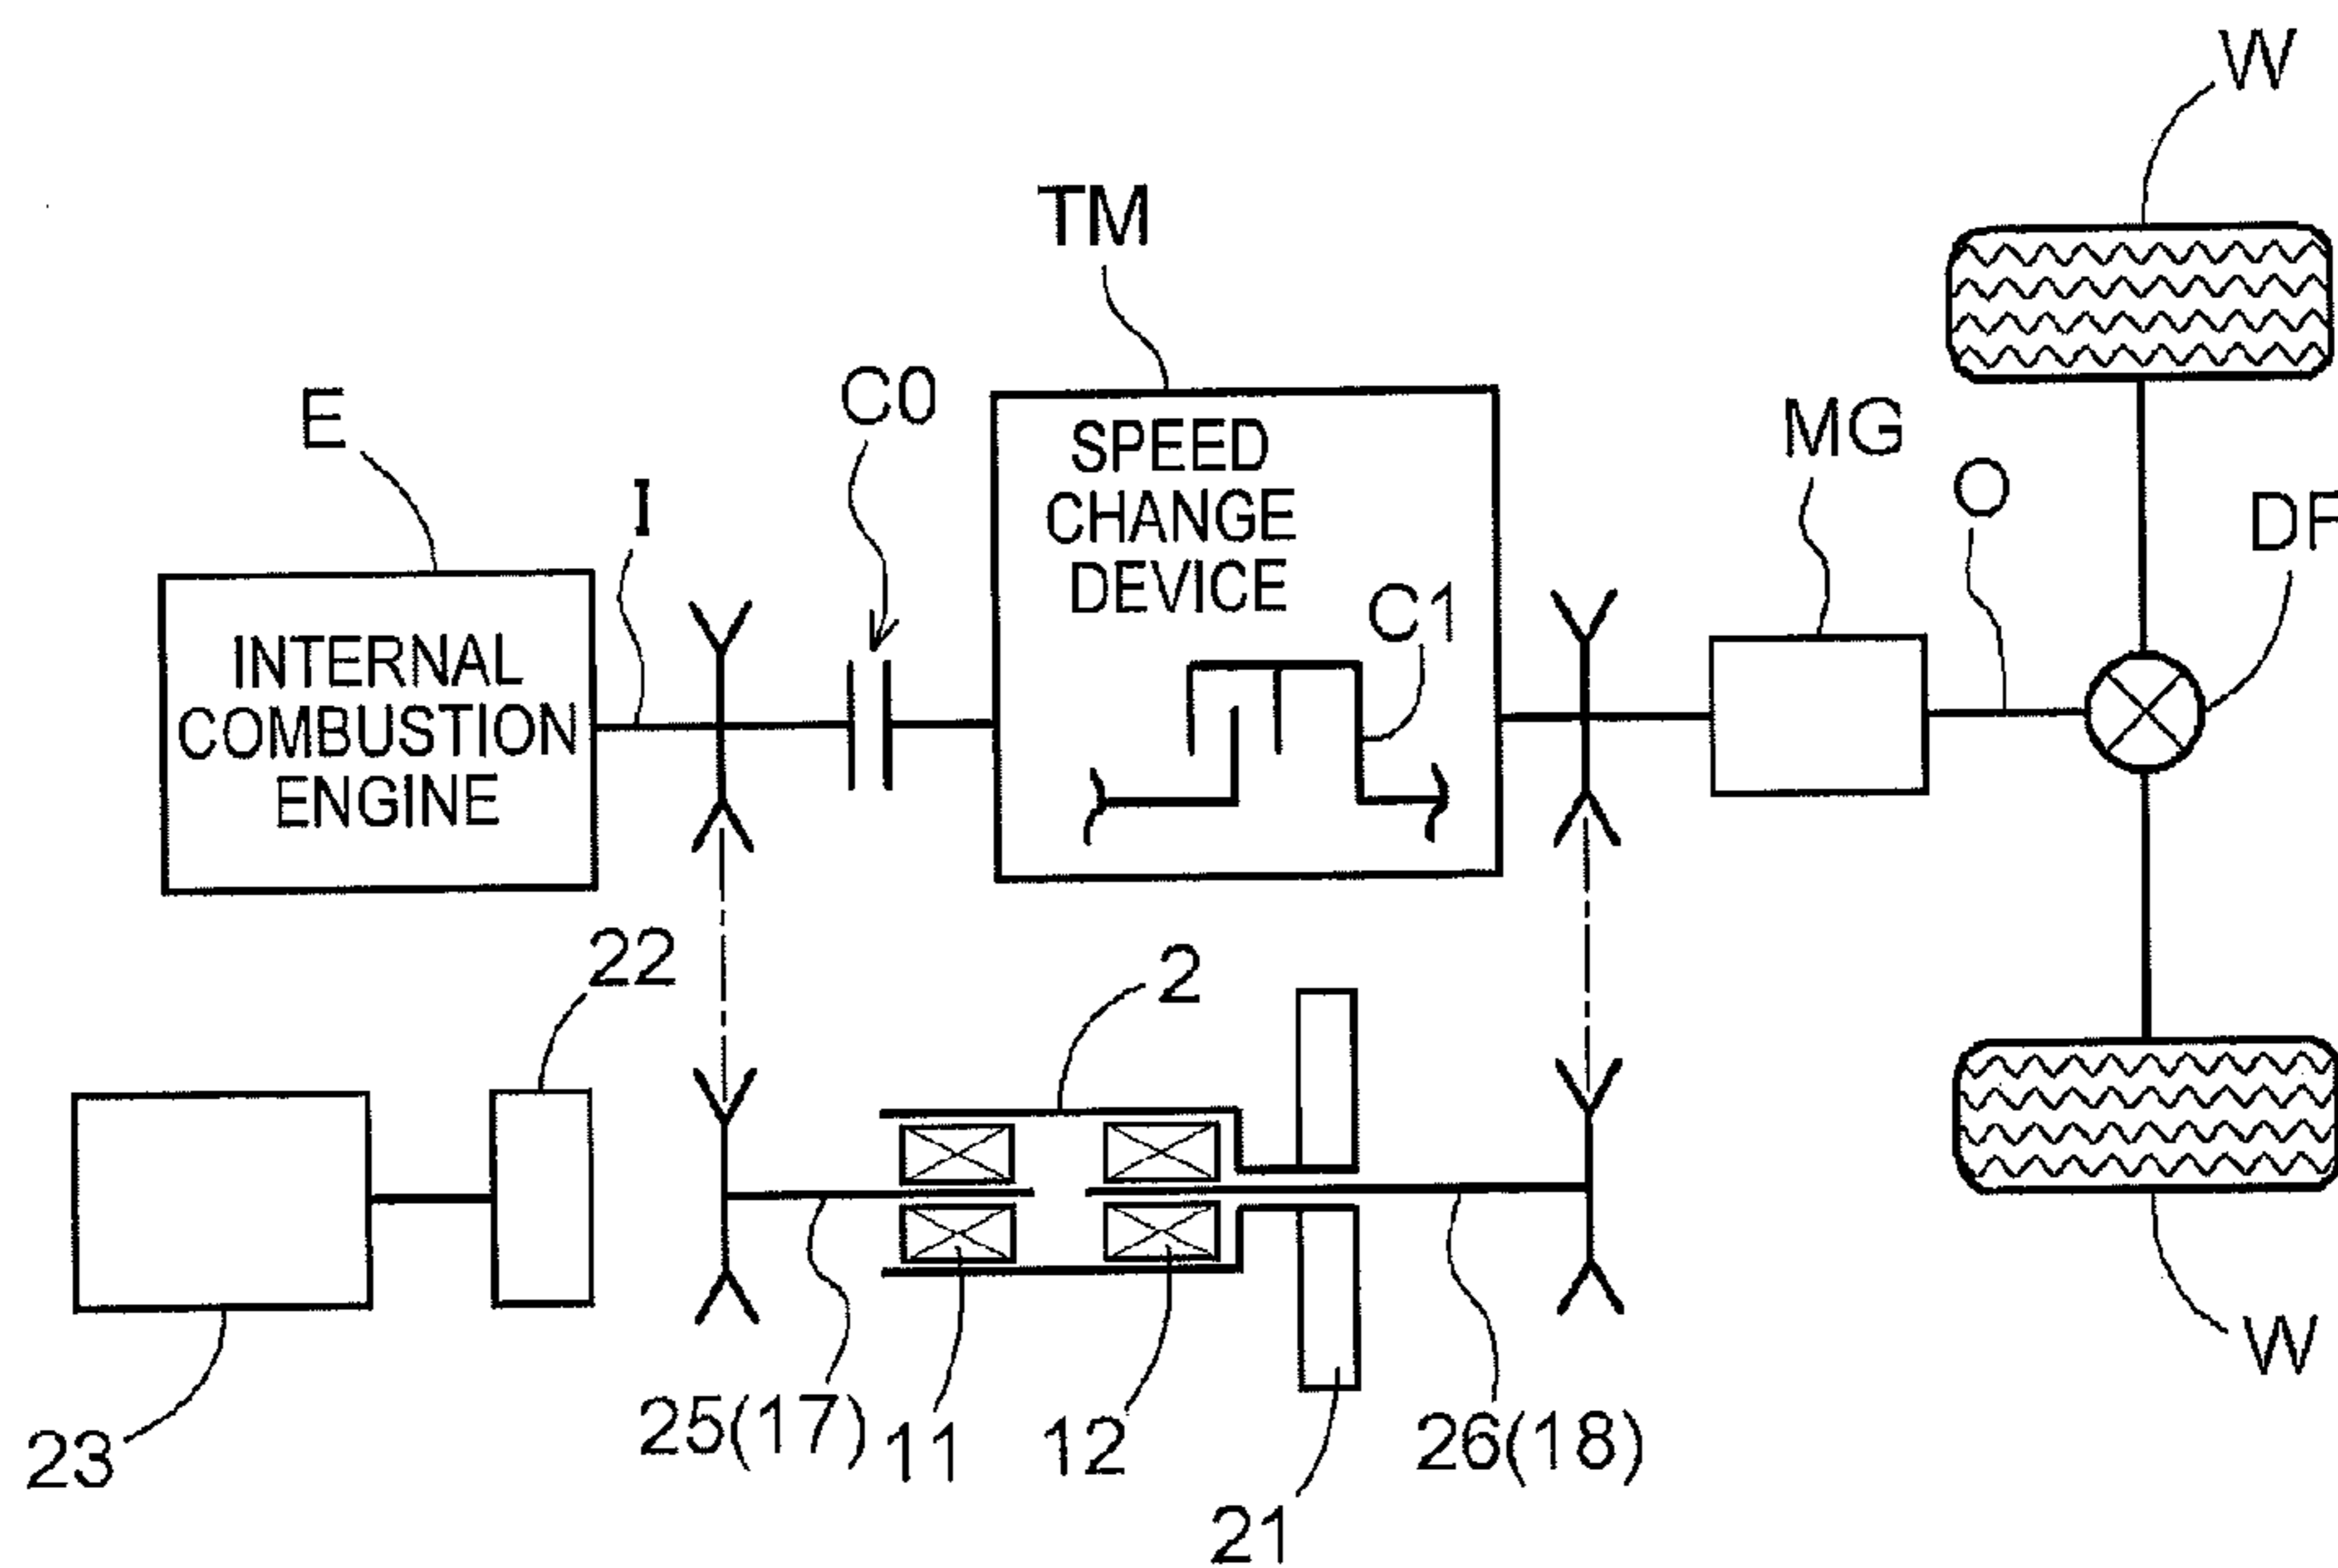 W
TM
C0
E
MG
O
I
DF
SPEED
CHANGE
DEVICE
C1
INTERNAL
COMBUSTION
ENGINE
22
2
23
25(17)
11
12
26(18)
21
W